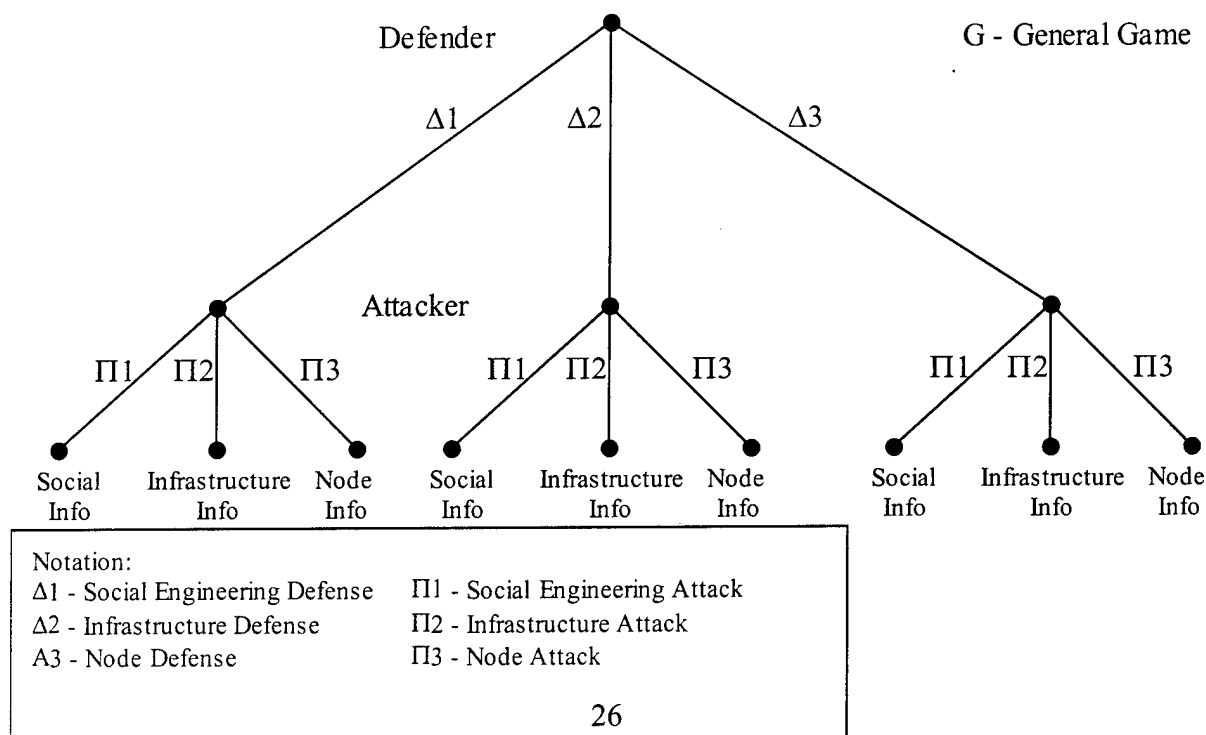 Defender
G - General Game
Δ1
Δ2
Δ3
Attacker
Π1
Π2
Π3
Π1
Π2
Π3
Π1
Π2
Π3
Social Info
Infrastructure Info
Node Info
Social Info
Infrastructure Info
Node Info
Social Info
Infrastructure Info
Node Info
Notation:
Δ1 - Social Engineering Defense
Π1 - Social Engineering Attack
Δ2 - Infrastructure Defense
Π2 - Infrastructure Attack
A3 - Node Defense
Π3 - Node Attack
26